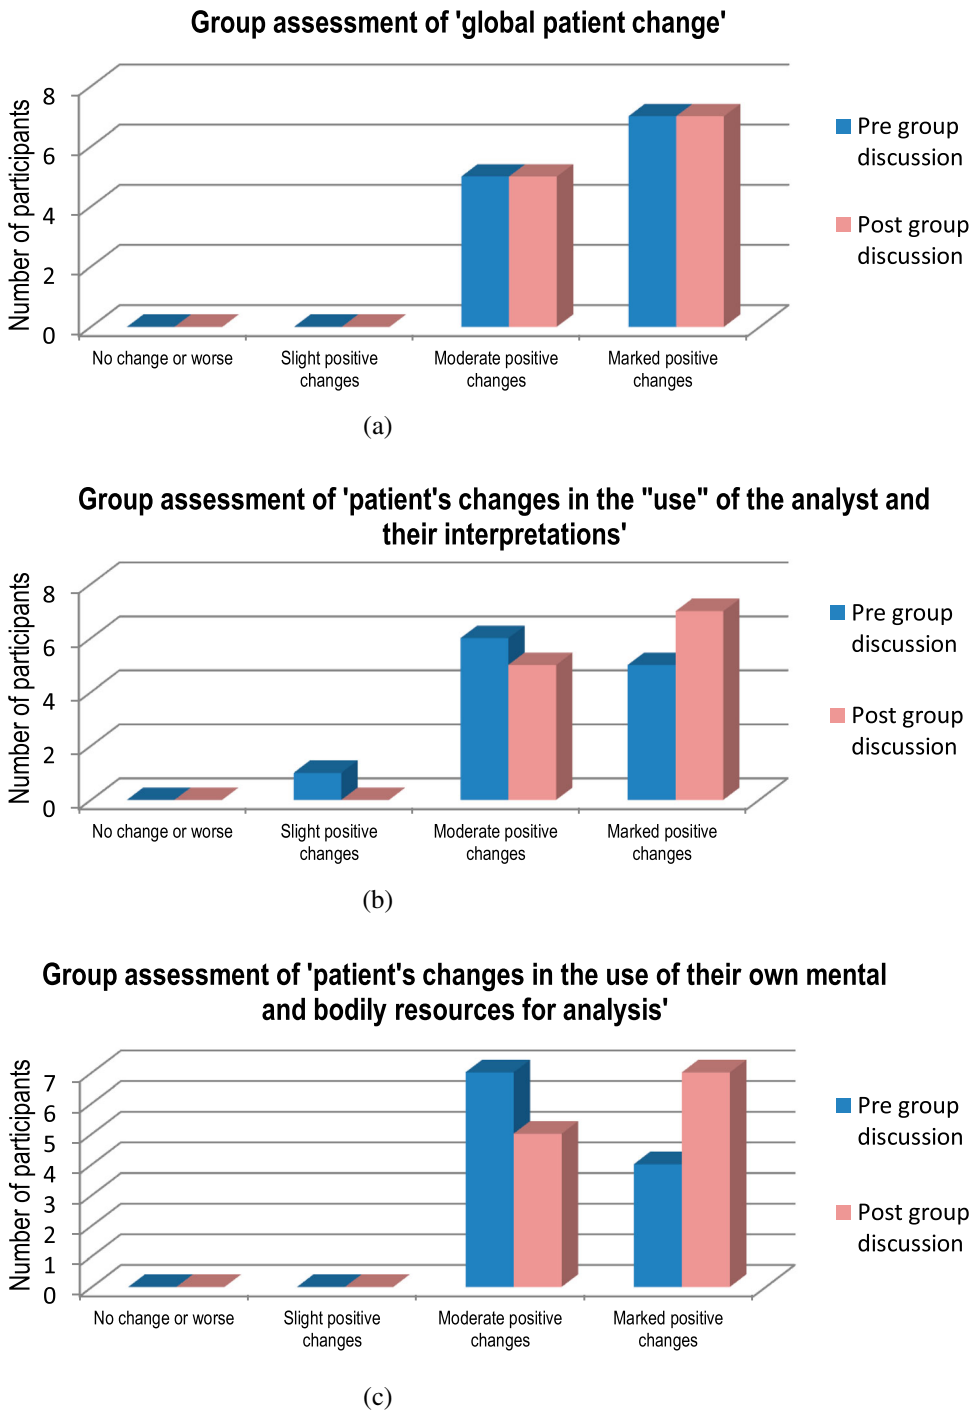 Group assessment of 'global patient change'
Number of participants
8
6
4
2
0
No change or worse
Slight positive
changes
Moderate positive
changes
Marked positive
changes
Pre group
discussion
Post group
discussion
(a)
Group assessment of 'patient's changes in the "use" of the analyst and
their interpretations'
Number of participants
8
6
4
2
0
No change or worse
Slight positive
changes
Moderate positive
changes
Marked positive
changes
Pre group
discussion
Post group
discussion
(b)
Group assessment of 'patient's changes in the use of their own mental
and bodily resources for analysis'
Number of participants
7
6
5
4
3
2
1
0
No change or worse
Slight positive
changes
Moderate positive
changes
Marked positive
changes
Pre group
discussion
Post group
discussion
(c)